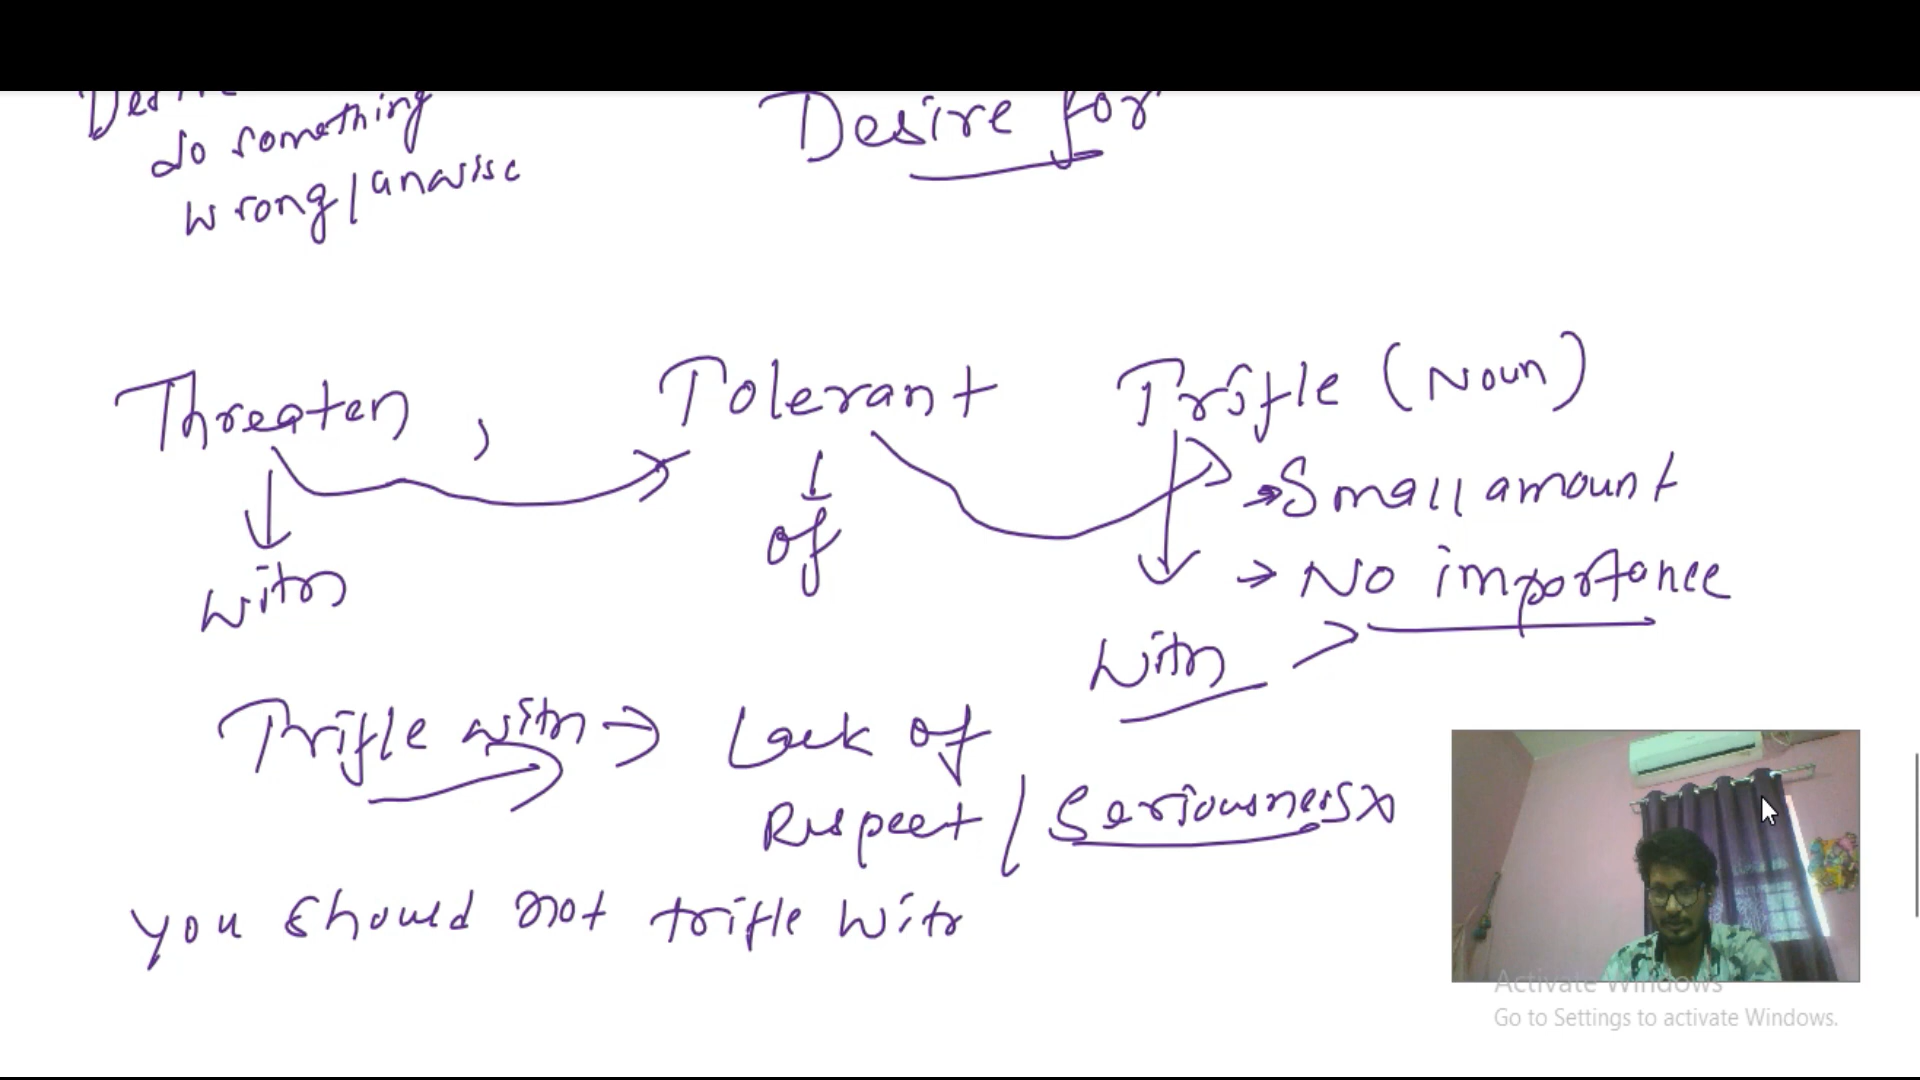 do something
Desire for
wrong/unwise
Threaten, Tolerant Trifle (Noun)
→ Small amount
of
→ No importance
with
with
Trifle with → Lack of
Respect / Seriousness x
you should not trifle with
Activate Windows
Go to Settings to activate Windows.